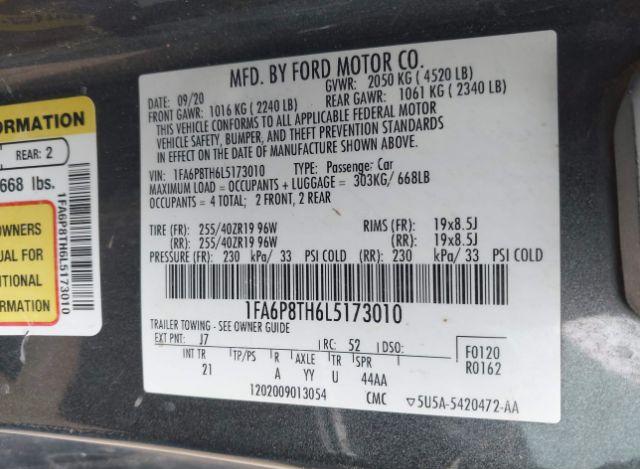 ORMATION
REAR: 2
668 lbs.
OWNERS
UAL FOR
ITIONAL
ION
1FA6P8TH6L5173010
MFD. BY FORD MOTOR CO.
DATE: 09/20 GVWR: 2050 KG (4520 LB)
FRONT GAWR: 1016 KG (2240 LB) REAR GAWR: 1061 KG (2340 LB)
THIS VEHICLE CONFORMS TO ALL APPLICABLE FEDERAL MOTOR
VEHICLE SAFETY, BUMPER, AND THEFT PREVENTION STANDARDS
IN EFFECT ON THE DATE OF MANUFACTURE SHOWN ABOVE.
VIN: 1FA6P8TH6L5173010 TYPE: Passenger Car
MAXIMUM LOAD = OCCUPANTS + LUGGAGE = 303KG/ 668LB
OCCUPANTS = 4 TOTAL; 2 FRONT, 2 REAR
TIRE (FR): 255/40ZR19 96W RIMS (FR): 19x8.5J
(RR): 255/40ZR19 96W (RR): 19x8.5J
PRESSURE (FR): 230 kPa/ 33 PSI COLD (RR): 230 kPa/ 33 PSI COLD
1FA6P8TH6L5173010
TRAILER TOWING - SEE OWNER GUIDE
EXT PNT: J7 RC: 52 DSO: F0120
INT TR TP/PS R AXLE TR SPR R0162
21 A YY U 44AA
1202009013054 CMC ▽5U5A-5420472-AA